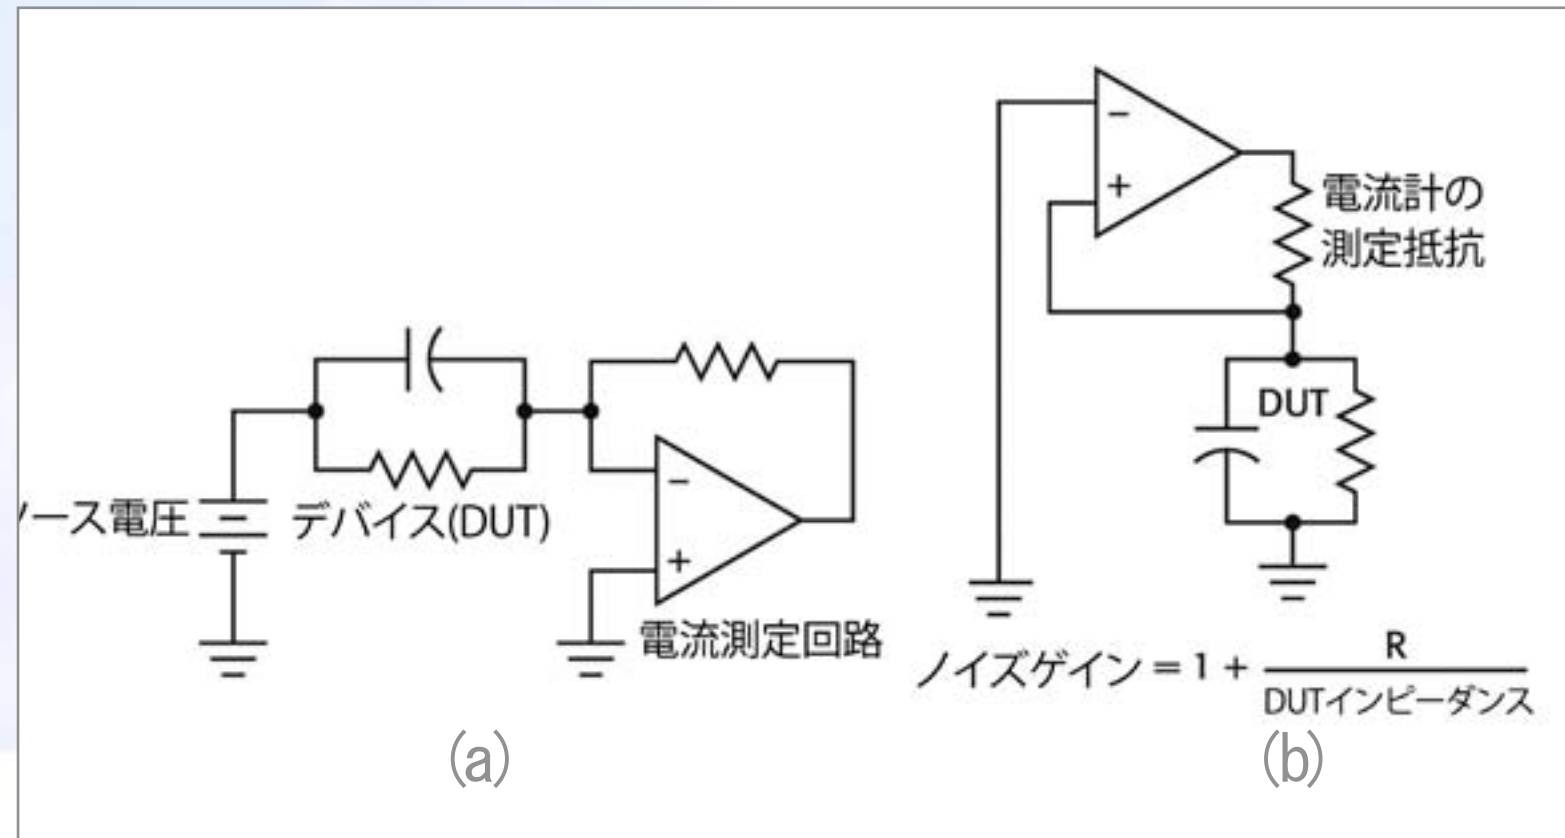 ース電圧
デバイス(DUT)
−
+
電流測定回路
(a)
−
+
電流計の
測定抵抗
DUT
ノイズゲイン = 1 + R
DUTインピーダンス
(b)